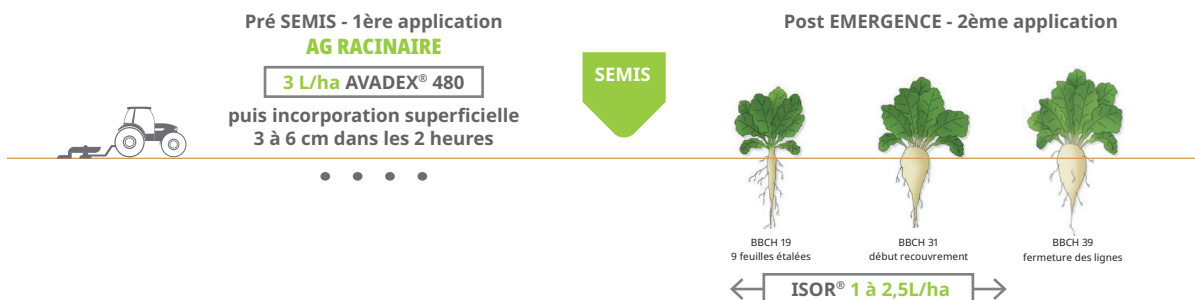 Pré SEMIS - 1ère application
AG RACINAIRE
3 L/ha AVADEX® 480
puis incorporation superficielle
3 à 6 cm dans les 2 heures
SEMIS
Post EMERGENCE - 2ème application
BBCH 19
9 feuilles étalées
BBCH 31
début recouvrement
BBCH 39
fermeture des lignes
ISOR® 1 à 2,5L/ha